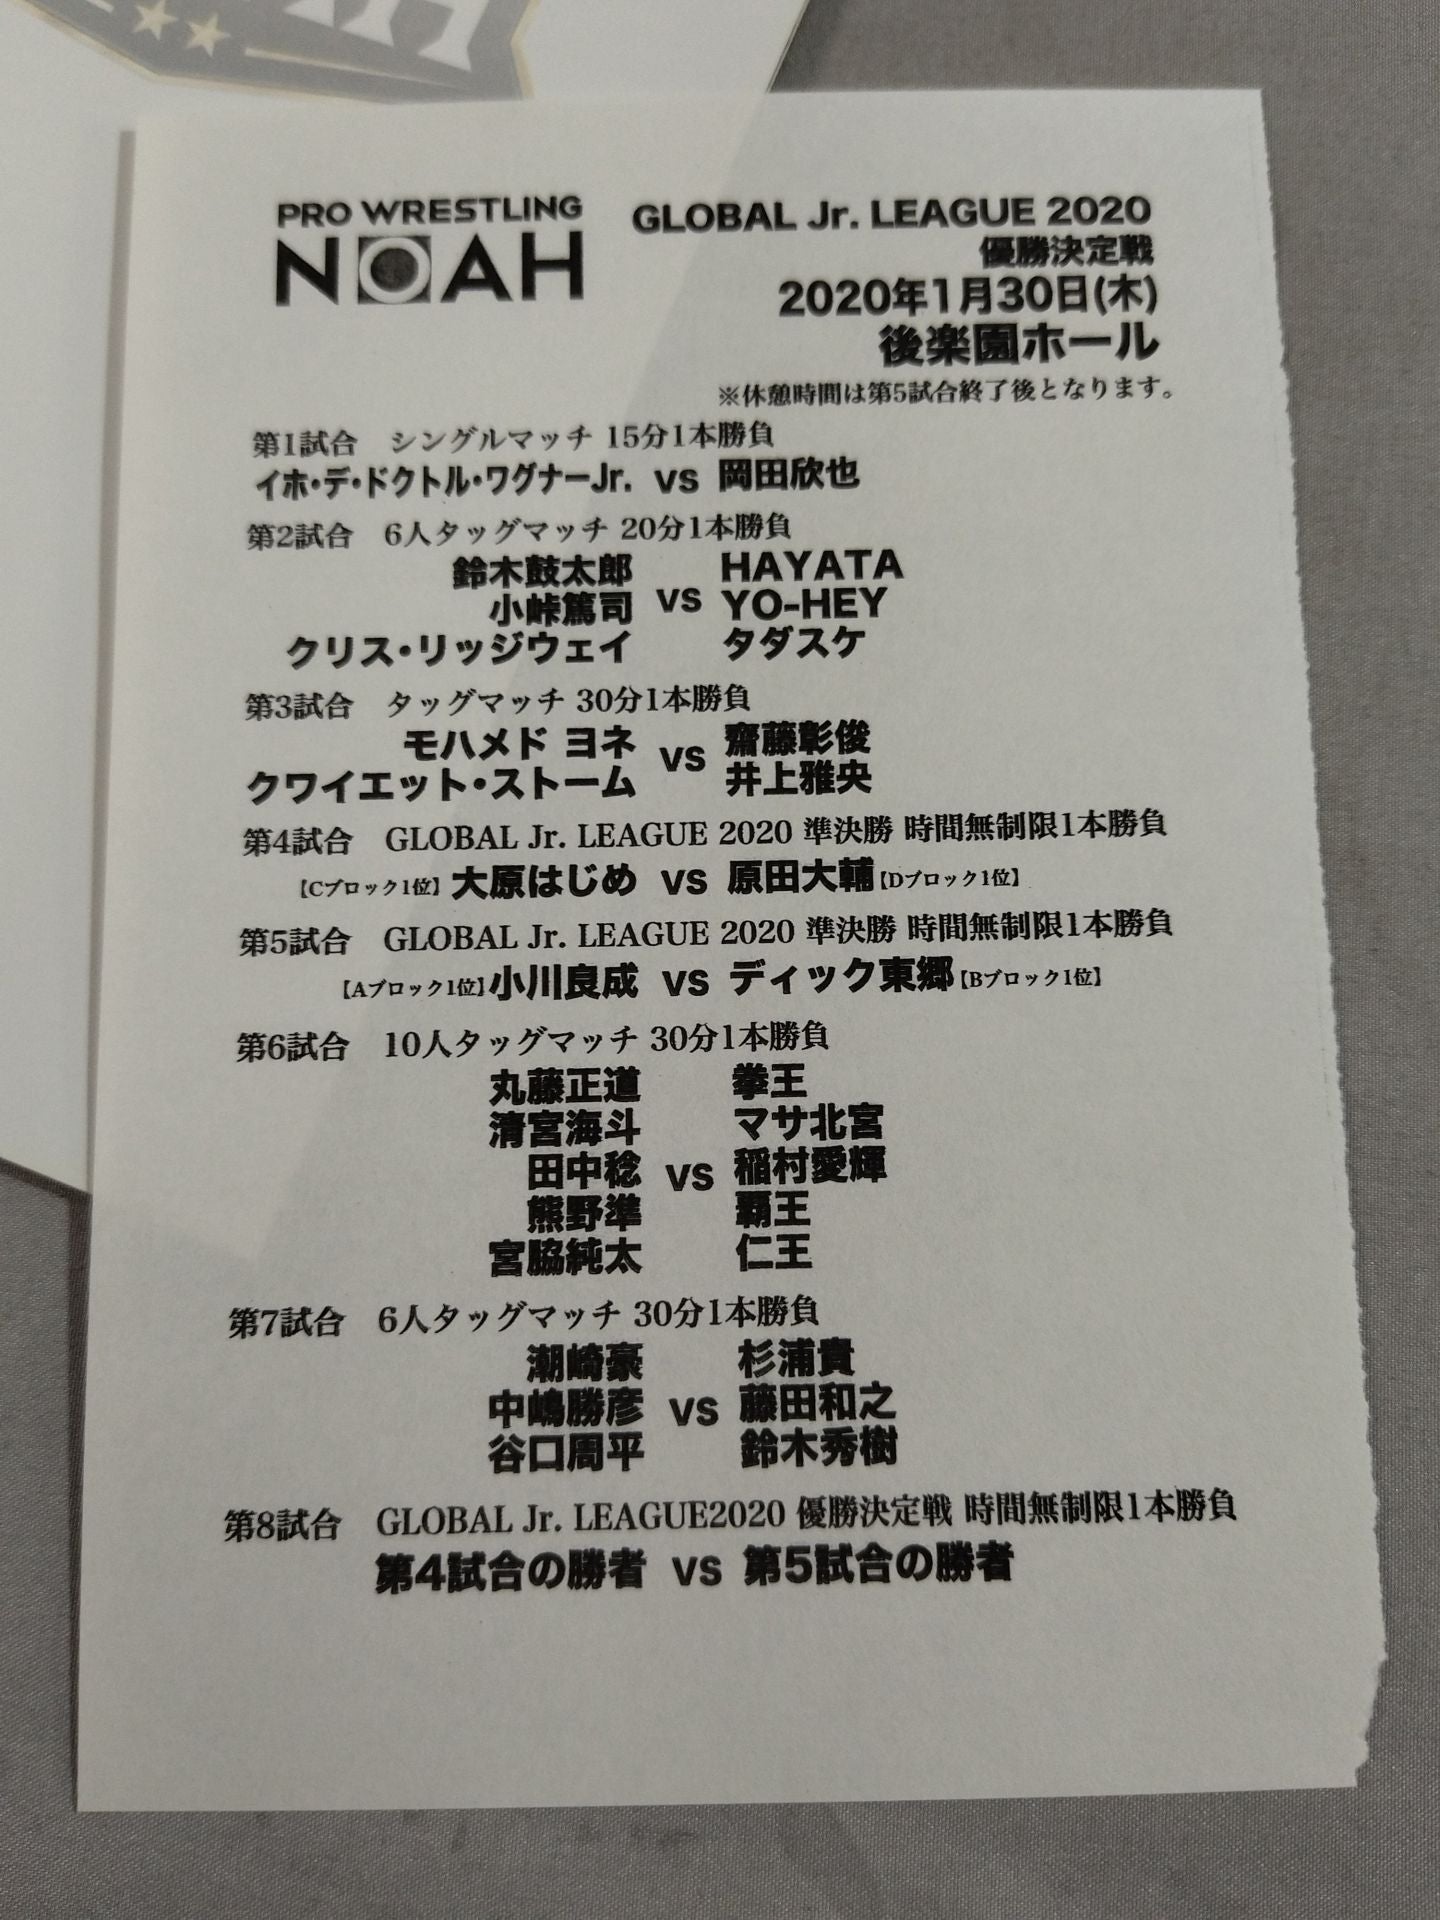 PRO WRESTLING
NOAH
GLOBAL Jr. LEAGUE 2020
優勝決定戦
2020年1月30日(木)
後楽園ホール
※休憩時間は第5試合終了後となります。
第1試合 シングルマッチ 15分1本勝負
イホ・デ・ドクトル・ワグナーJr. vs 岡田欣也
第2試合 6人タッグマッチ 20分1本勝負
鈴木鼓太郎 HAYATA
小峠篤司 vs YO-HEY
クリス・リッジウェイ タダスケ
第3試合 タッグマッチ 30分1本勝負
モハメド ヨネ vs 齋藤彰俊
クワイエット・ストーム 井上雅央
第4試合 GLOBAL Jr. LEAGUE 2020 準決勝 時間無制限1本勝負
【Cブロック1位】大原はじめ vs 原田大輔【Dブロック1位】
第5試合 GLOBAL Jr. LEAGUE 2020 準決勝 時間無制限1本勝負
【Aブロック1位】小川良成 vs ディック東郷【Bブロック1位】
第6試合 10人タッグマッチ 30分1本勝負
丸藤正道 拳王
清宮海斗 マサ北宮
田中稔 vs 稲村愛輝
熊野準 覇王
宮脇純太 仁王
第7試合 6人タッグマッチ 30分1本勝負
潮崎豪 杉浦貴
中嶋勝彦 vs 藤田和之
谷口周平 鈴木秀樹
第8試合 GLOBAL Jr. LEAGUE2020 優勝決定戦 時間無制限1本勝負
第4試合の勝者 vs 第5試合の勝者